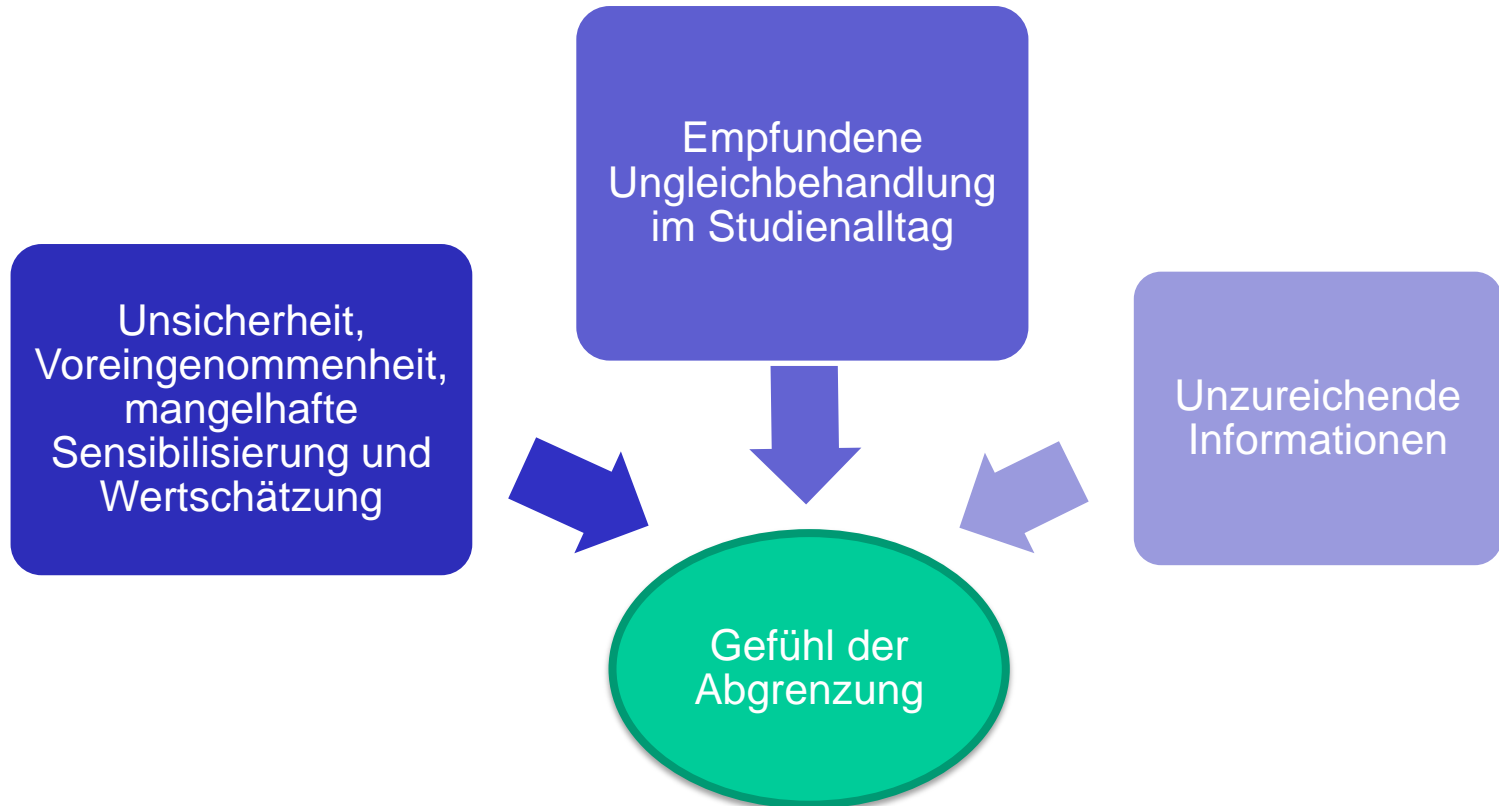 Empfundene
Ungleichbehandlung
im Studienalltag
Unsicherheit,
Voreingenommenheit,
mangelhafte
Sensibilisierung und
Wertschätzung
Unzureichende
Informationen
Gefühl der
Abgrenzung